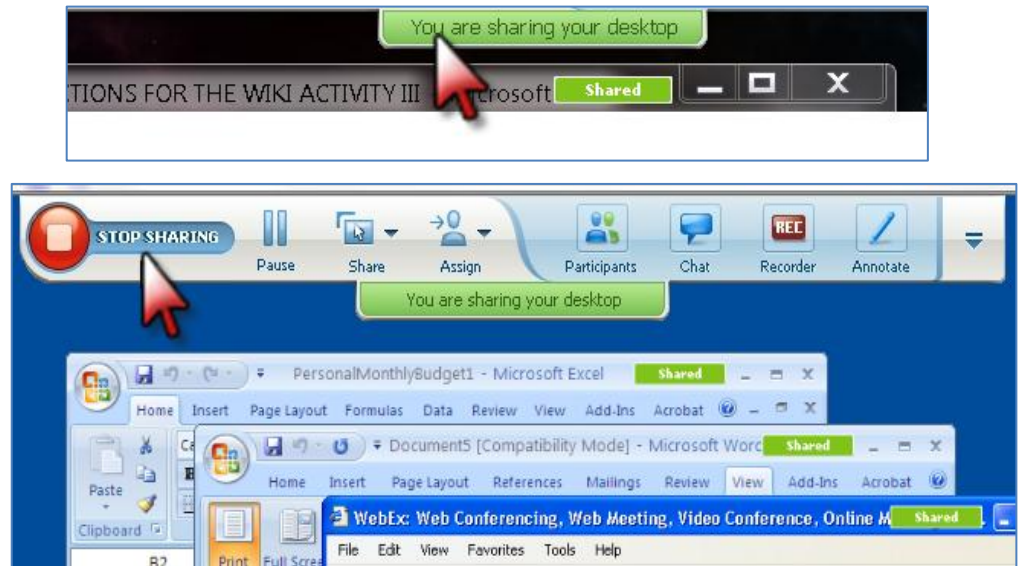 You are sharing your desktop
TIONS FOR THE WIKI ACTIVITY III
Shared
STOP SHARING
Pause
Share
Assign
Participants
Chat
REC
Recorder
Annotate
You are sharing your desktop
PersonalMonthlyBudget1 - Microsoft Excel
Shared
Home Insert Page Layout Formulas Data Review View Add-Ins Acrobat
Document5 [Compatibility Mode] - Microsoft Worc
Shared
Paste
Home Insert Page Layout References Mailings Review View Add-Ins Acrobat
Clipboard
WebEx: Web Conferencing, Web Meeting, Video Conference, Online M
Shared
File Edit View Favorites Tools Help
B2
Print
Full Scree